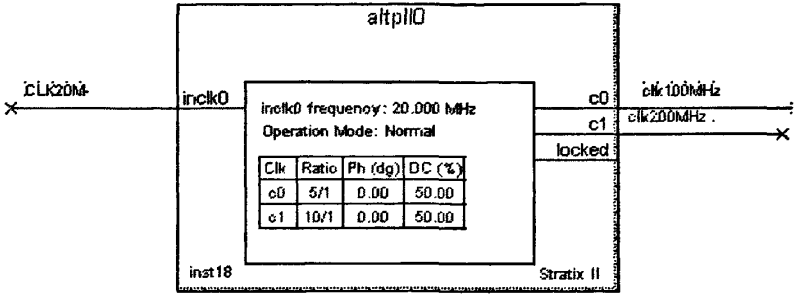 altpll0
CLK20M
inclk0
inclk0 frequency: 20.000 MHz
Operation Mode: Normal
Clk Ratio Ph (dg) DC (%)
c0 5/1 0.00 50.00
c1 10/1 0.00 50.00
c0 clk100MHz
c1 clk200MHz
locked
inst18
Stratix II